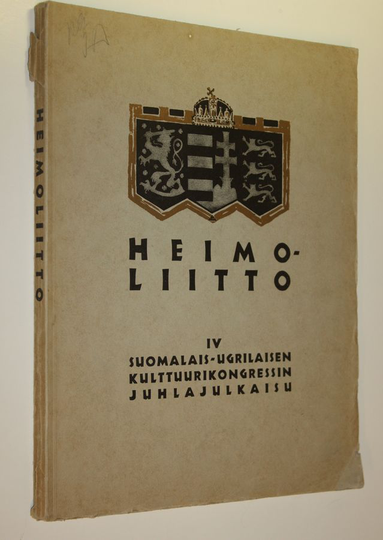 HEIMO-
LIITTO
IV
SUOMALAIS-UGRILAISEN
KULTTUURIKONGRESSIN
JUHLAJULKAISU
HEIMOLIITTO